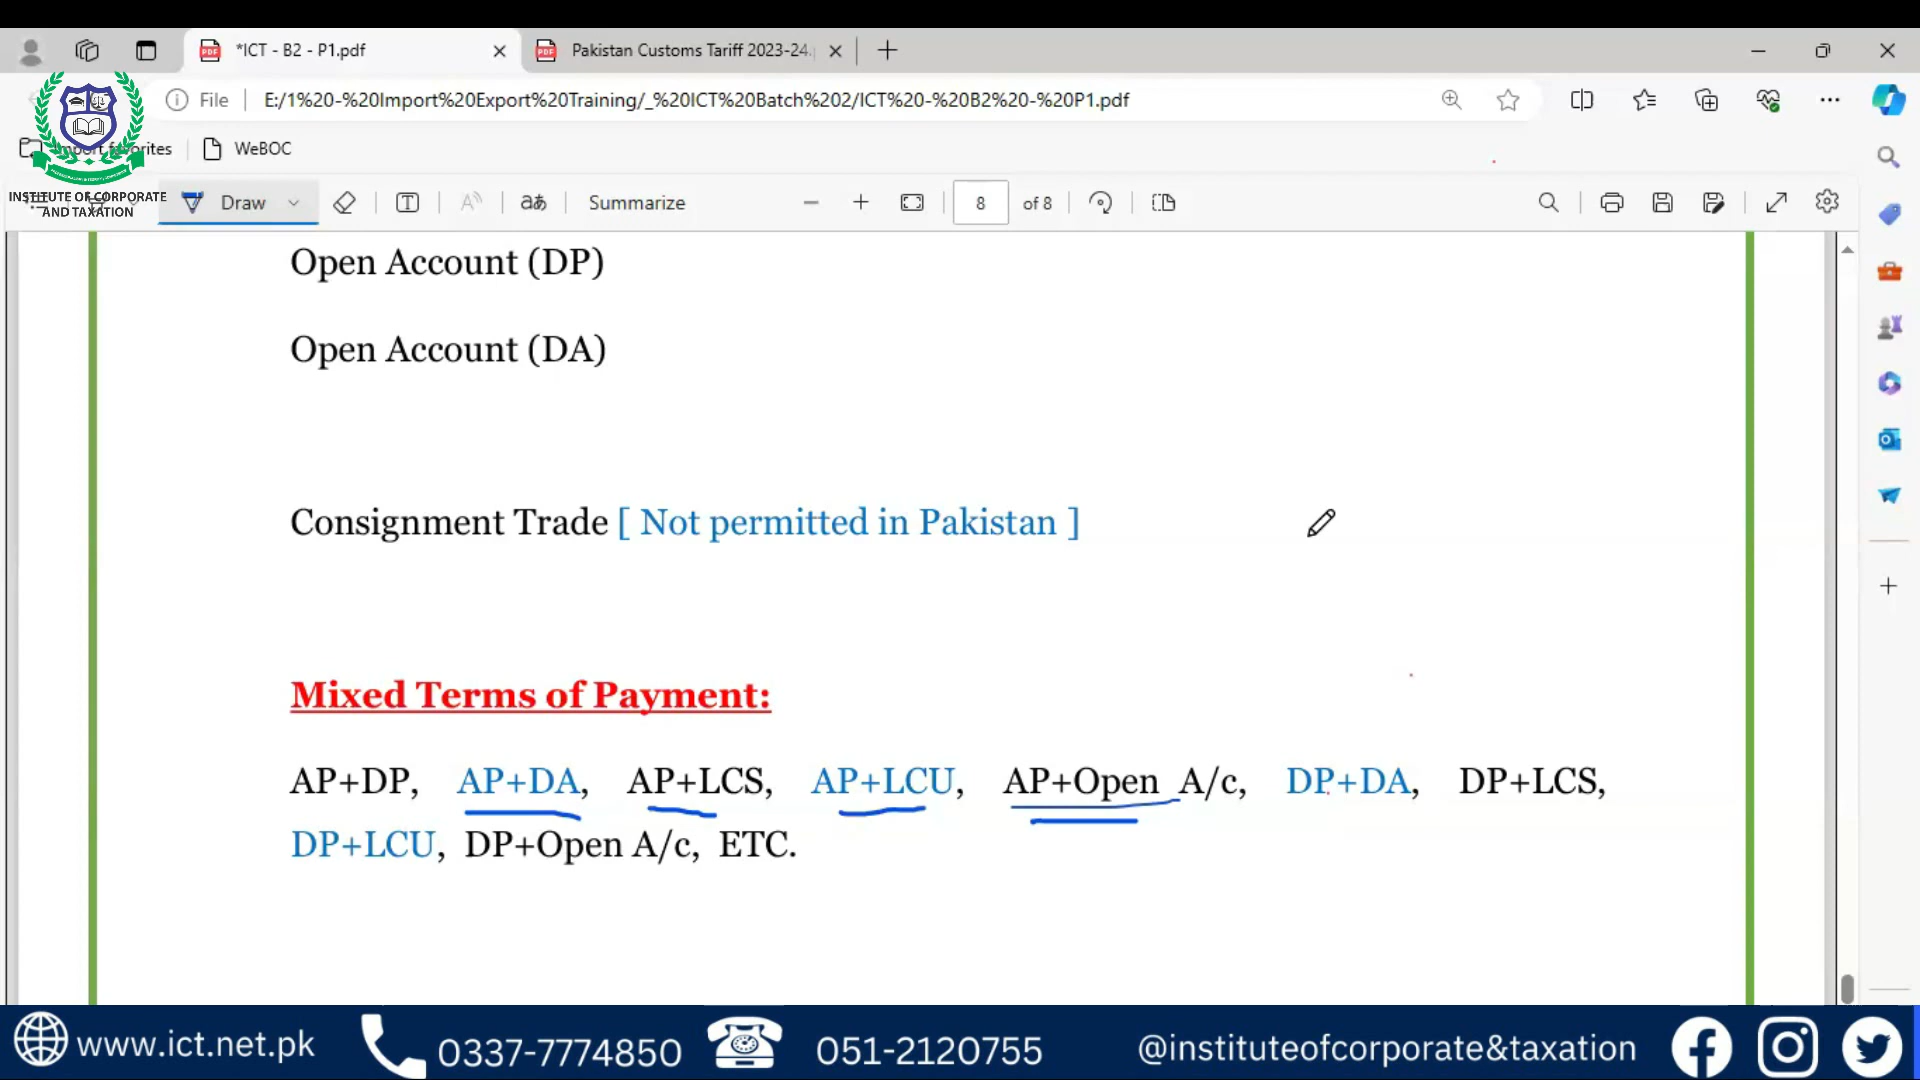 *ICT - B2 - P1.pdf
Pakistan Customs Tariff 2023-24.
File
E:/1%20-%20Import%20Export%20Training/_%20ICT%20Batch%202/ICT%20-%20B2%20-%20P1.pdf
favorites
WeBOC
INSTITUTE OF CORPORATE
AND TAXATION
Draw
Summarize
8
of 8
Open Account (DP)
Open Account (DA)
Consignment Trade [ Not permitted in Pakistan ]
Mixed Terms of Payment:
AP+DP, AP+DA, AP+LCS, AP+LCU, AP+Open A/c, DP+DA, DP+LCS,
DP+LCU, DP+Open A/c, ETC.
www.ict.net.pk
0337-7774850
051-2120755
@instituteofcorporate&taxation